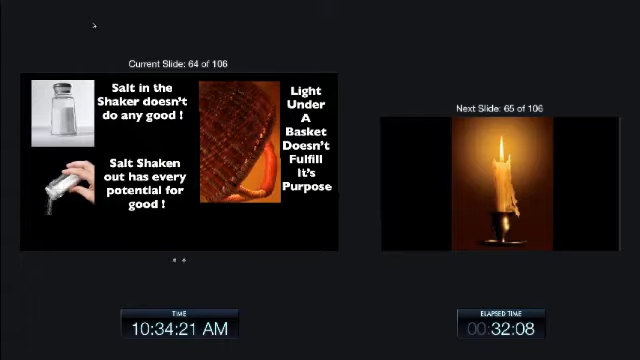 Current Slide: 64 of 106
Salt in the
Shaker doesn't
do any good !
Salt Shaken
out has every
potential for
good !
Light
Under
A
Basket
Doesn't
Fulfill
It's
Purpose
Next Slide: 65 of 106
TIME
10:34:21 AM
ELAPSED TIME
00:32:08